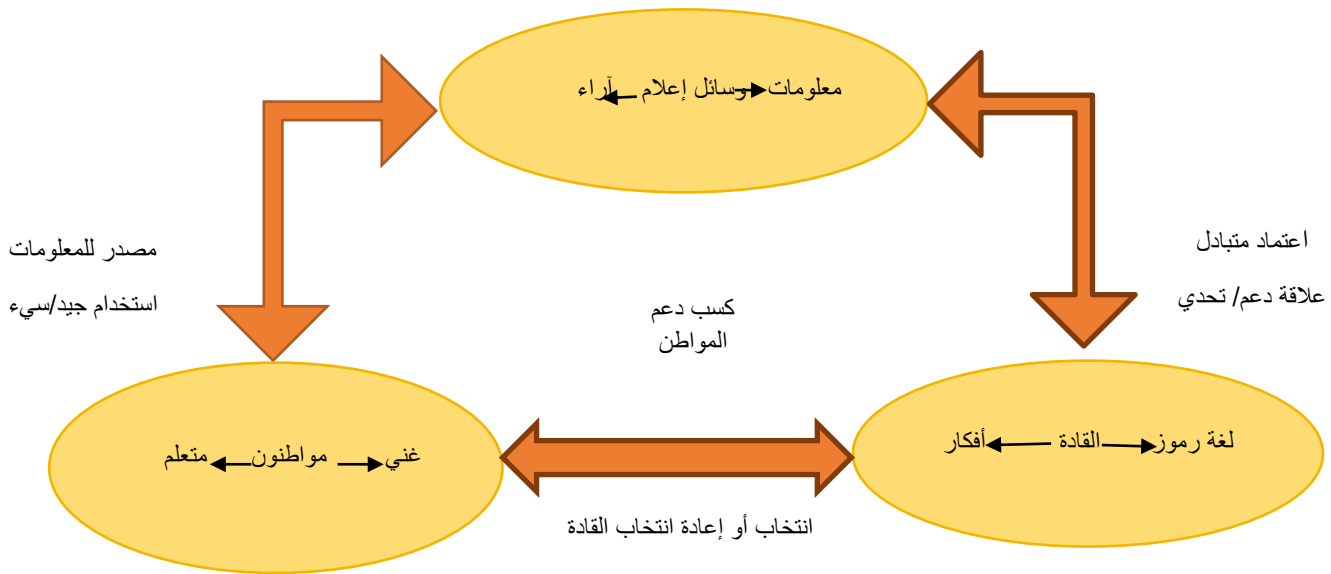 معلومات وسائل إعلام آراء
اعتماد متبادل
علاقة دعم/ تحدي
مصدر للمعلومات
استخدام جيد/سيء
كسب دعم
المواطن
لغة رموز القادة أفكار
غني مواطنون متعلم
انتخاب أو إعادة انتخاب القادة